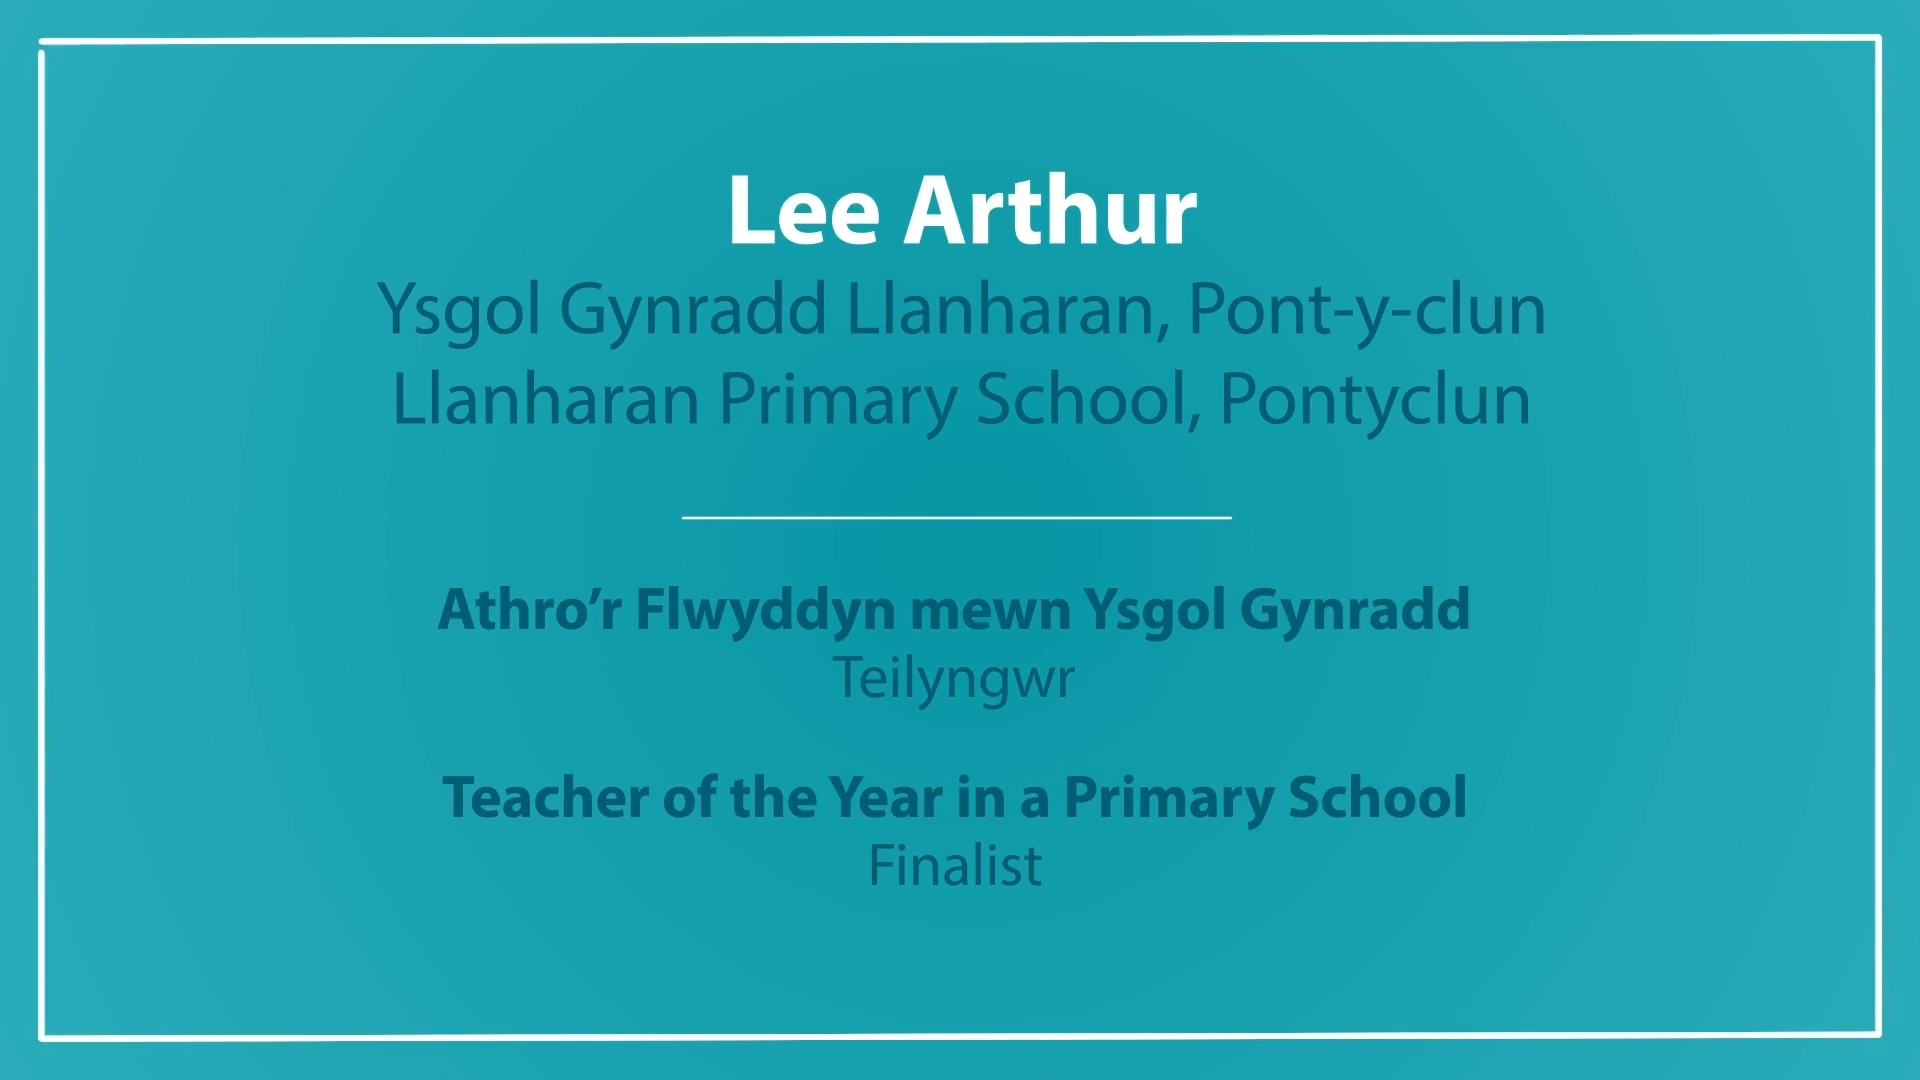 Lee Arthur
Ysgol Gynradd Llanharan, Pont-y-clun
Llanharan Primary School, Pontyclun
Athro’r Flwyddyn mewn Ysgol Gynradd
Teilyngwr
Teacher of the Year in a Primary School
Finalist